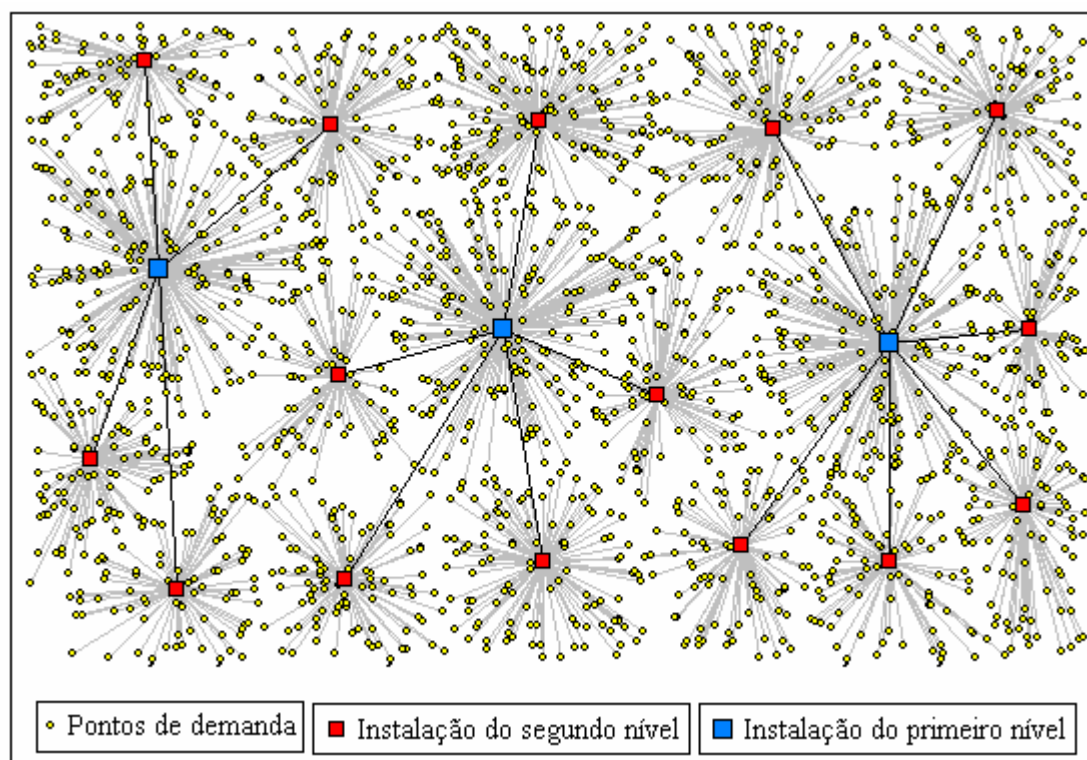 Pontos de demanda
Instalação do segundo nível
Instalação do primeiro nível